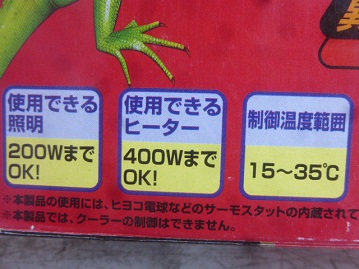 使用できる
照明
200Wまで
OK!
使用できる
ヒーター
400Wまで
OK!
制御温度範囲
15～35℃
※本製品の使用には、ヒヨコ電球などのサーモスタットの内蔵されて
※本製品では、クーラーの制御はできません。